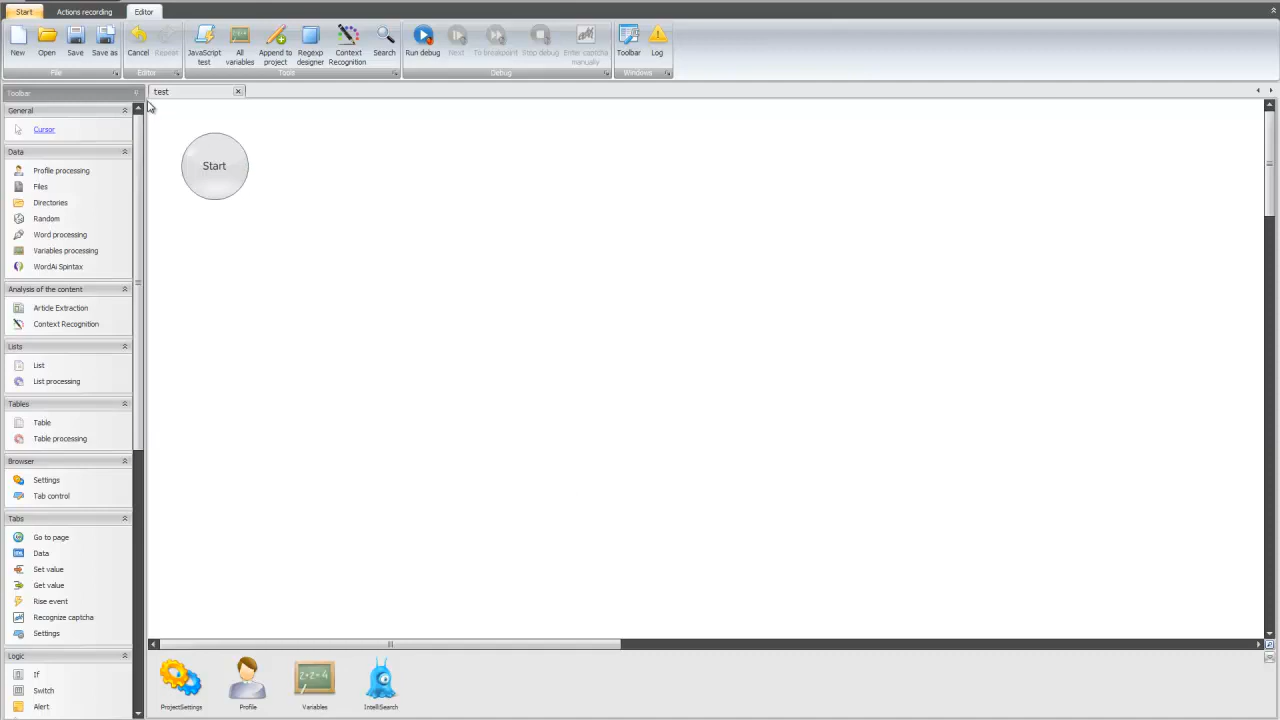 Start
Actions recording
Editor
New
Open
Save
Save as
Cancel
Repeat
JavaScript
test
All
variables
Append to
project
Regexp
designer
Context
Recognition
Search
Run debug
Next
To breakpoint
Stop debug
Enter captcha
manually
Toolbar
Log
File
Editor
Tools
Debug
Windows
Toolbar
test
General
Cursor
Data
Profile processing
Files
Directories
Random
Word processing
Variables processing
WordAi Spintax
Analysis of the content
Article Extraction
Context Recognition
Lists
List
List processing
Tables
Table
Table processing
Browser
Settings
Tab control
Tabs
Go to page
Data
Set value
Get value
Rise event
Recognize captcha
Settings
Logic
If
Switch
Alert
Start
2+2=4
ProjectSettings
Profile
Variables
IntelliSearch